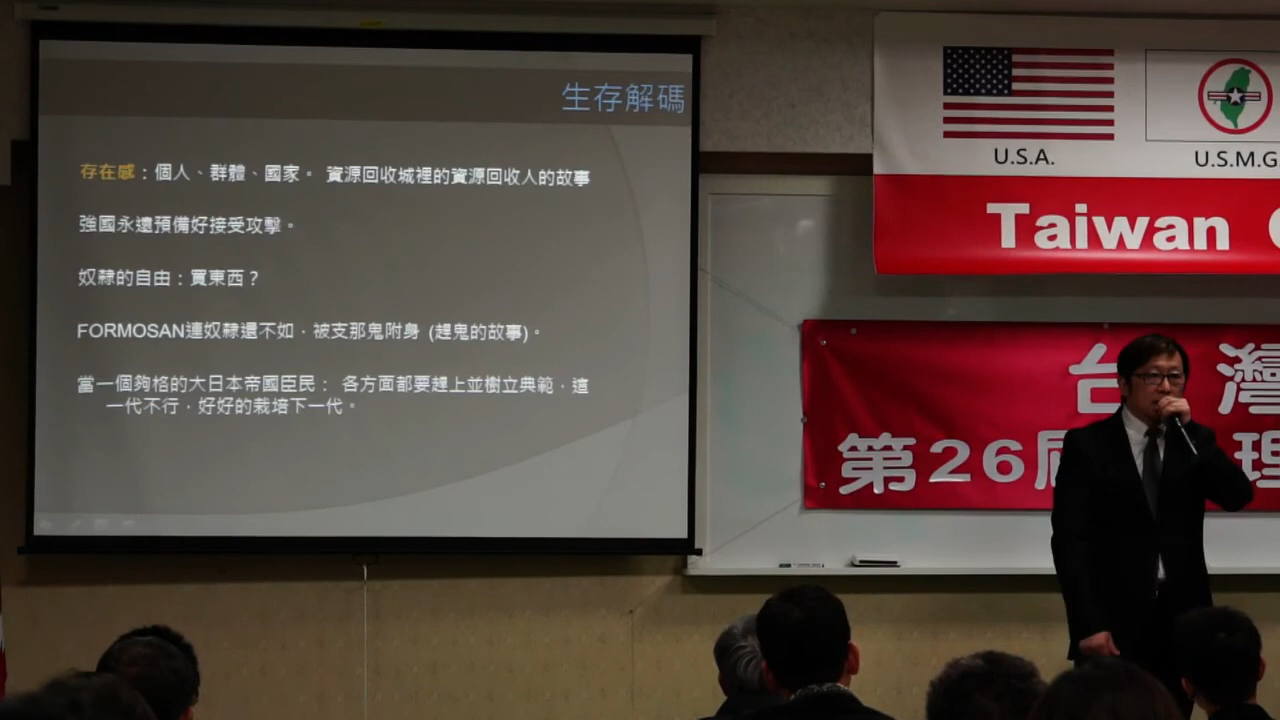 生存解碼
存在感：個人、群體、國家。 資源回收城裡的資源回收人的故事
強國永遠預備好接受攻擊。
奴隸的自由：買東西？
FORMOSAN連奴隸還不如，被支那鬼附身 (趕鬼的故事)。
當一個夠格的大日本帝國臣民： 各方面都要趕上並樹立典範，這
一代不行，好好的栽培下一代。
U.S.A.
U.S.M.G.
Taiwan
台灣
第26屆
理